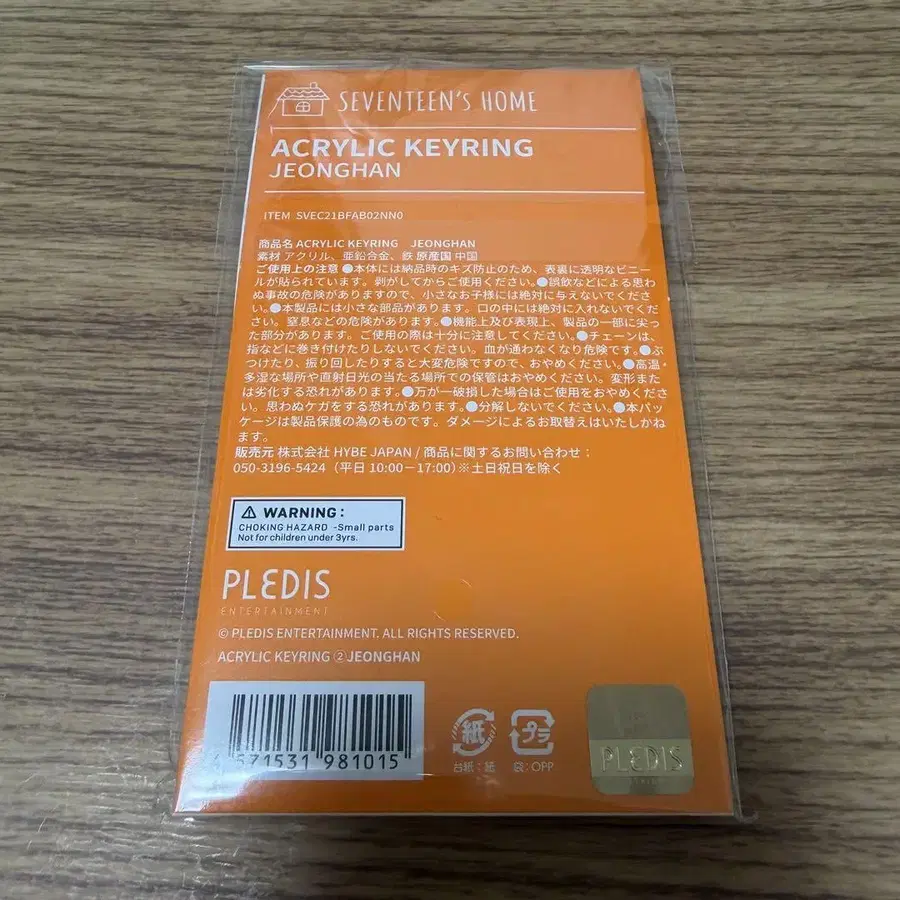 SEVENTEEN's HOME
ACRYLIC KEYRING
JEONGHAN
ITEM SVEC21BFAB02NN0
商品名 ACRYLIC KEYRING JEONGHAN
素材 アクリル、亜鉛合金、鉄 原産国 中国
ご使用上の注意 ●本体には納品時のキズ防止のため、表裏に透明なビニー
ルが貼られています。剥がしてからご使用ください。●誤飲などによる思わ
ぬ事故の危険がありますので、小さなお子様には絶対に与えないでくださ
い。●本製品には小さな部品があります。口の中には絶対に入れないでくだ
さい。窒息などの危険があります。●機能上及び表現上、製品の一部に尖っ
た部分があります。ご使用の際は十分に注意してください。●チェーンは、
指などに巻き付けたりしないでください。血が通わなくなり危険です。●ぶ
つけたり、振り回したりすると大変危険ですので、おやめください。●高温・
多湿な場所や直射日光の当たる場所での保管はおやめください。変形また
は劣化する恐れがあります。●万が一破損した場合はご使用をおやめくださ
い。思わぬケガをする恐れがあります。●分解しないでください。●本パッ
ケージは製品保護の為のものです。ダメージによるお取替えはいたしかね
ます。
販売元 株式会社 HYBE JAPAN / 商品に関するお問い合わせ：
050-3196-5424（平日 10:00－17:00）※土日祝日を除く
⚠ WARNING :
CHOKING HAZARD -Small parts
Not for children under 3yrs.
PLEDIS
ENTERTAINMENT
© PLEDIS ENTERTAINMENT. ALL RIGHTS RESERVED.
ACRYLIC KEYRING ②JEONGHAN
571531 981015
紙 プラ
台紙：紙 袋：OPP
PLEDIS